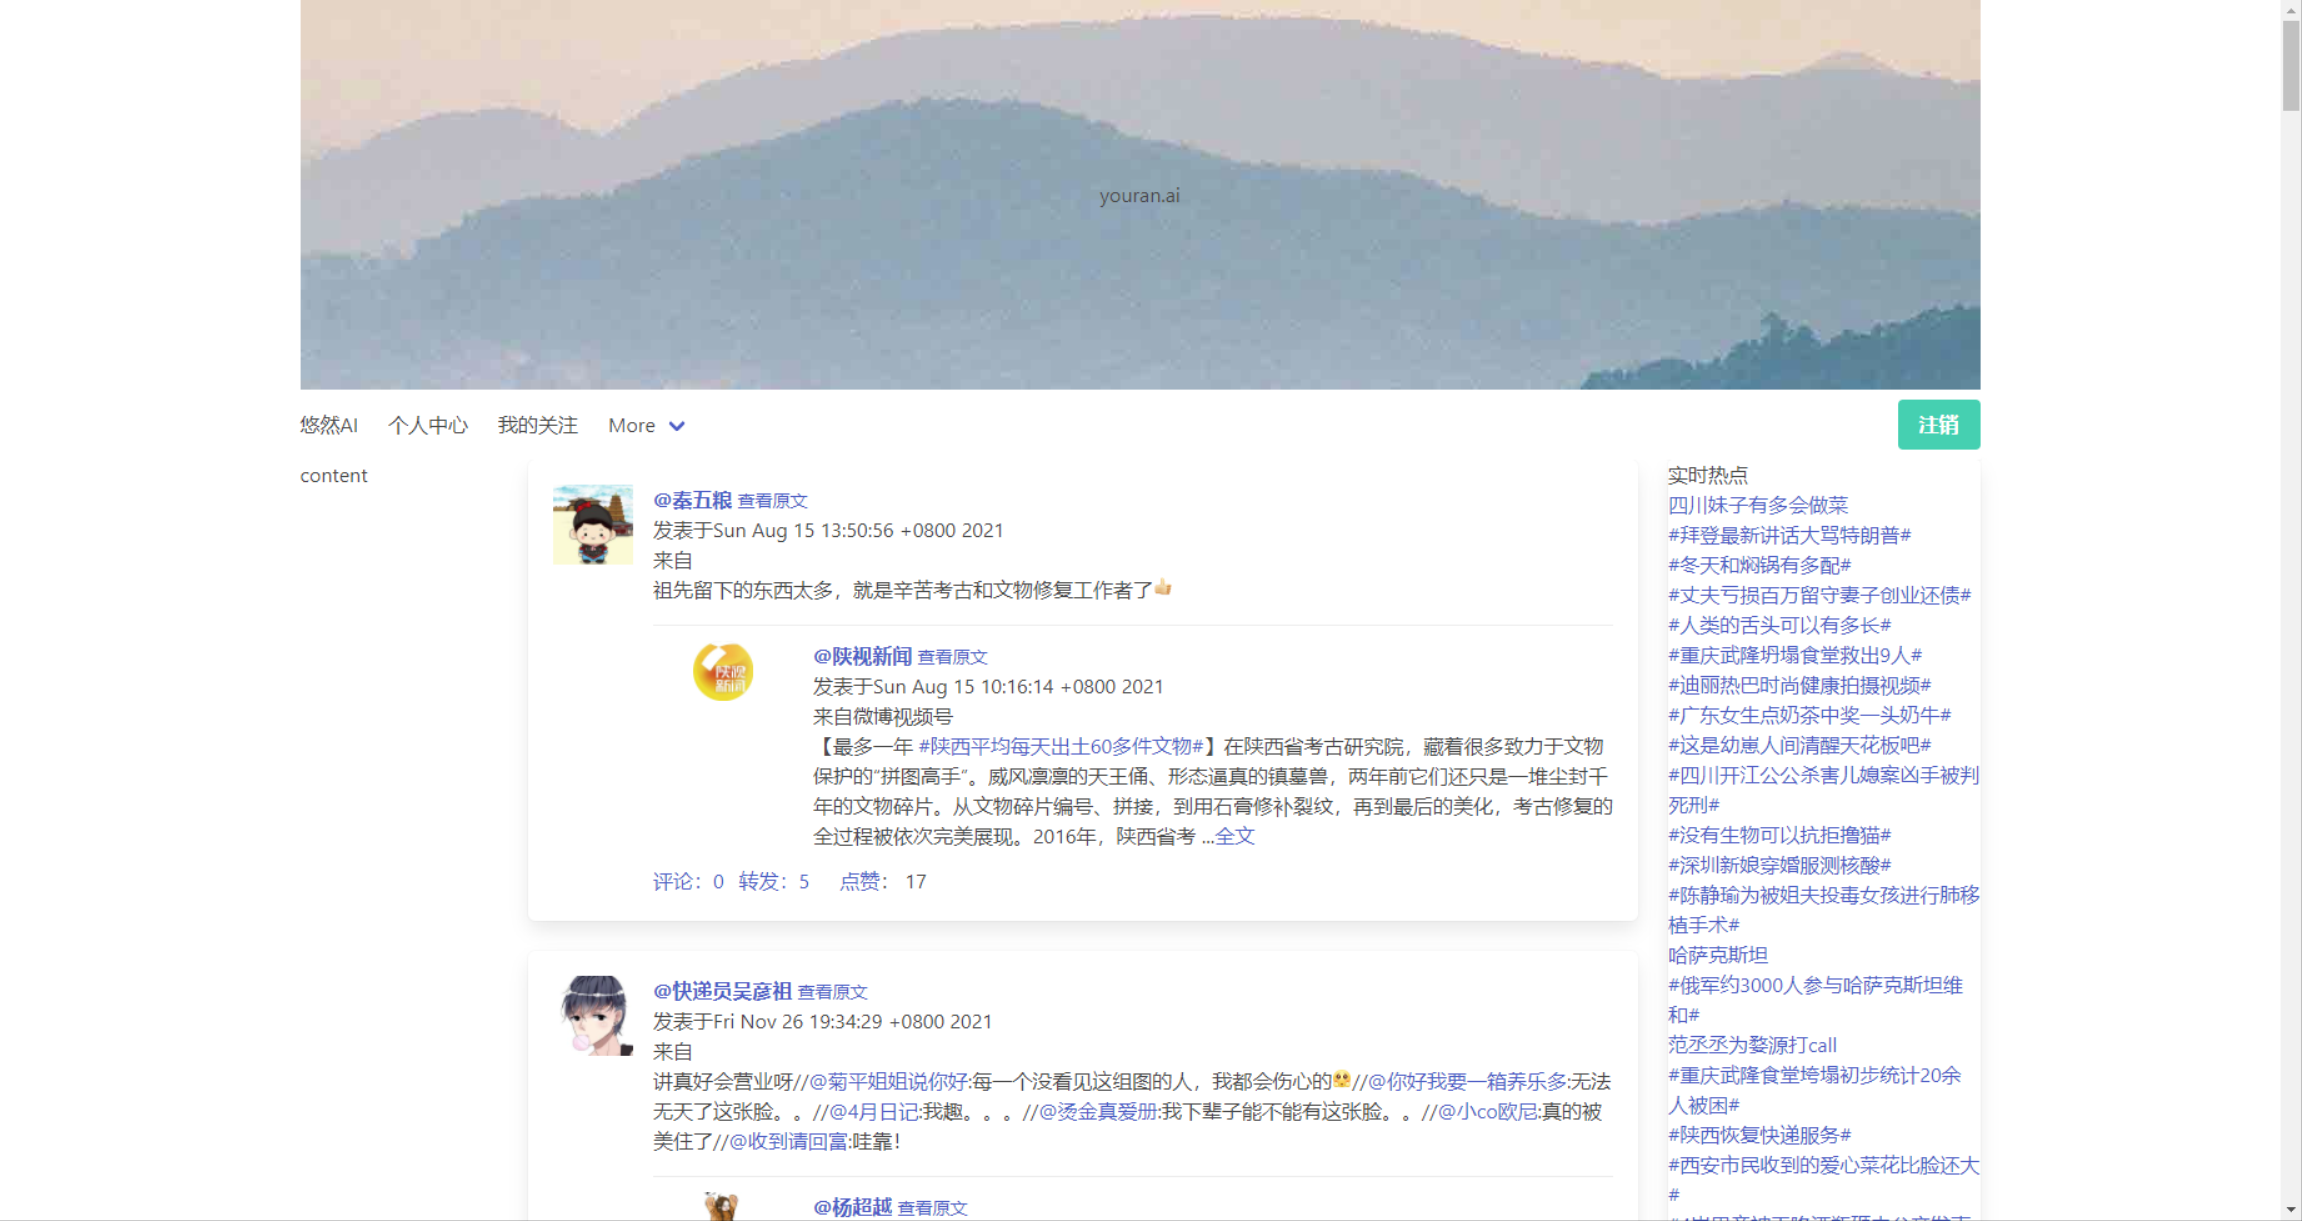 youran.ai
悠然AI 个人中心 我的关注 More 注销
content
@秦五粮 查看原文
发表于Sun Aug 15 13:50:56 +0800 2021
来自
祖先留下的东西太多，就是辛苦考古和文物修复工作者了👍
陕视
新闻
@陕视新闻 查看原文
发表于Sun Aug 15 10:16:14 +0800 2021
来自微博视频号
【最多一年 #陕西平均每天出土60多件文物#】在陕西省考古研究院，藏着很多致力于文物
保护的“拼图高手”。威风凛凛的天王俑、形态逼真的镇墓兽，两年前它们还只是一堆尘封千
年的文物碎片。从文物碎片编号、拼接，到用石膏修补裂纹，再到最后的美化，考古修复的
全过程被依次完美展现。2016年，陕西省考 ...全文
评论：0 转发：5 点赞： 17
@快递员吴彦祖 查看原文
发表于Fri Nov 26 19:34:29 +0800 2021
来自
讲真好会营业呀//@菊平姐姐说你好:每一个没看见这组图的人，我都会伤心的🥺//@你好我要一箱养乐多:无法
无天了这张脸。。//@4月日记:我趣。。。//@烫金真爱册:我下辈子能不能有这张脸。。//@小co欧尼:真的被
美住了//@收到请回富:哇靠！
@杨超越 查看原文
实时热点
四川妹子有多会做菜
#拜登最新讲话大骂特朗普#
#冬天和焖锅有多配#
#丈夫亏损百万留守妻子创业还债#
#人类的舌头可以有多长#
#重庆武隆坍塌食堂救出9人#
#迪丽热巴时尚健康拍摄视频#
#广东女生点奶茶中奖一头奶牛#
#这是幼崽人间清醒天花板吧#
#四川开江公公杀害儿媳案凶手被判
死刑#
#没有生物可以抗拒撸猫#
#深圳新娘穿婚服测核酸#
#陈静瑜为被姐夫投毒女孩进行肺移
植手术#
哈萨克斯坦
#俄军约3000人参与哈萨克斯坦维
和#
范丞丞为婺源打call
#重庆武隆食堂垮塌初步统计20余
人被困#
#陕西恢复快递服务#
#西安市民收到的爱心菜花比脸还大
#